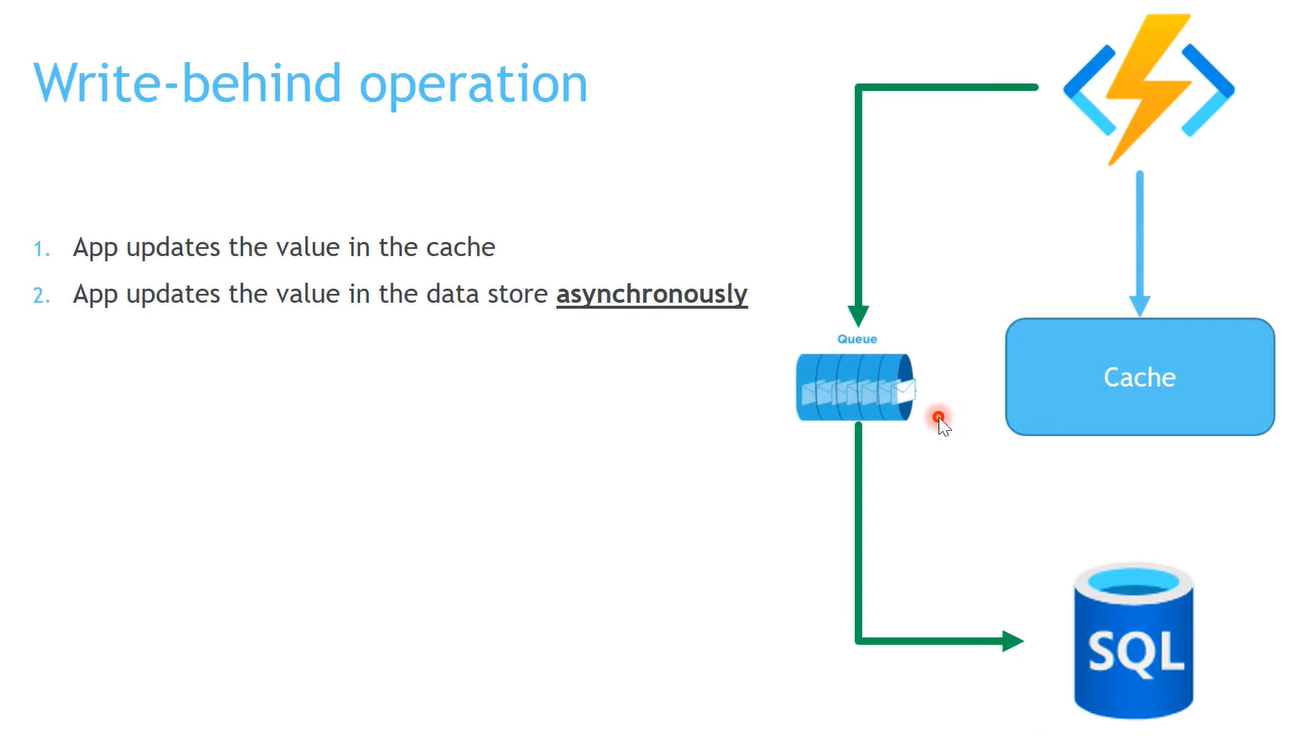 Write-behind operation
1. App updates the value in the cache
2. App updates the value in the data store asynchronously
Queue
Cache
SQL